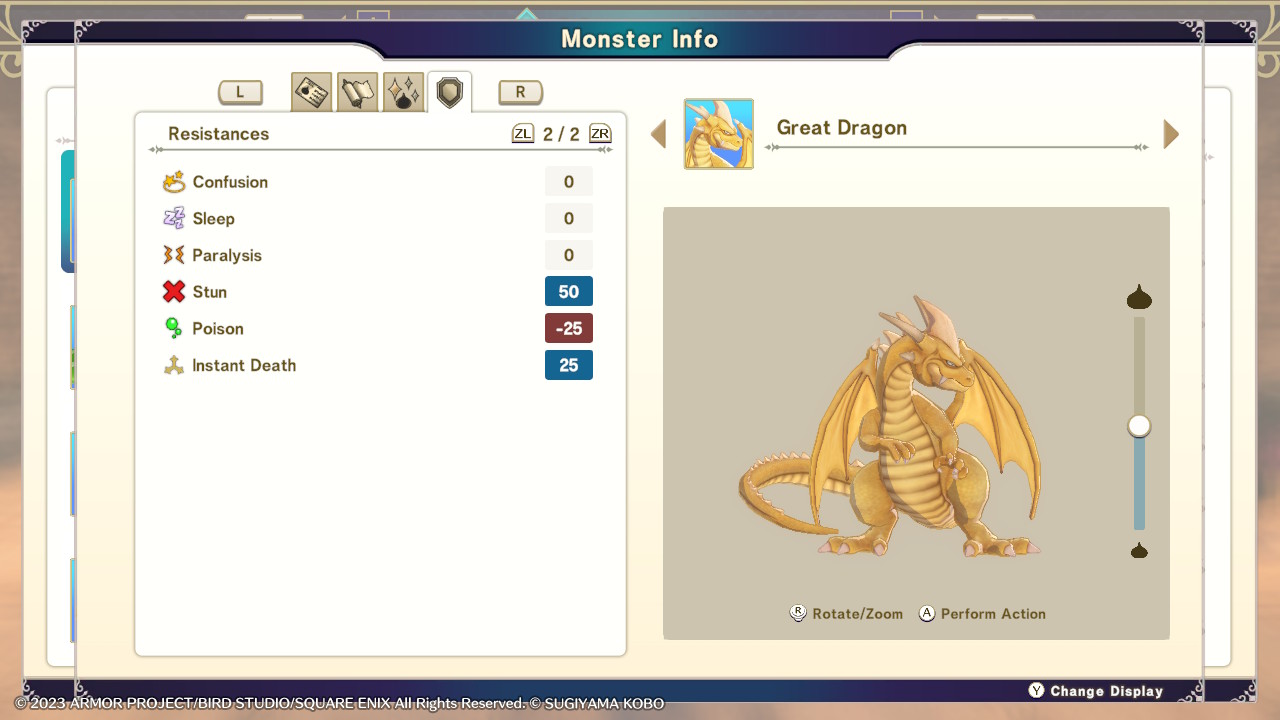 Monster Info
L
R
Resistances ZL 2 / 2 ZR
Confusion 0
Sleep 0
Paralysis 0
Stun 50
Poison -25
Instant Death 25
Great Dragon
R Rotate/Zoom A Perform Action
Y Change Display
© 2023 ARMOR PROJECT/BIRD STUDIO/SQUARE ENIX All Rights Reserved. © SUGIYAMA KOBO